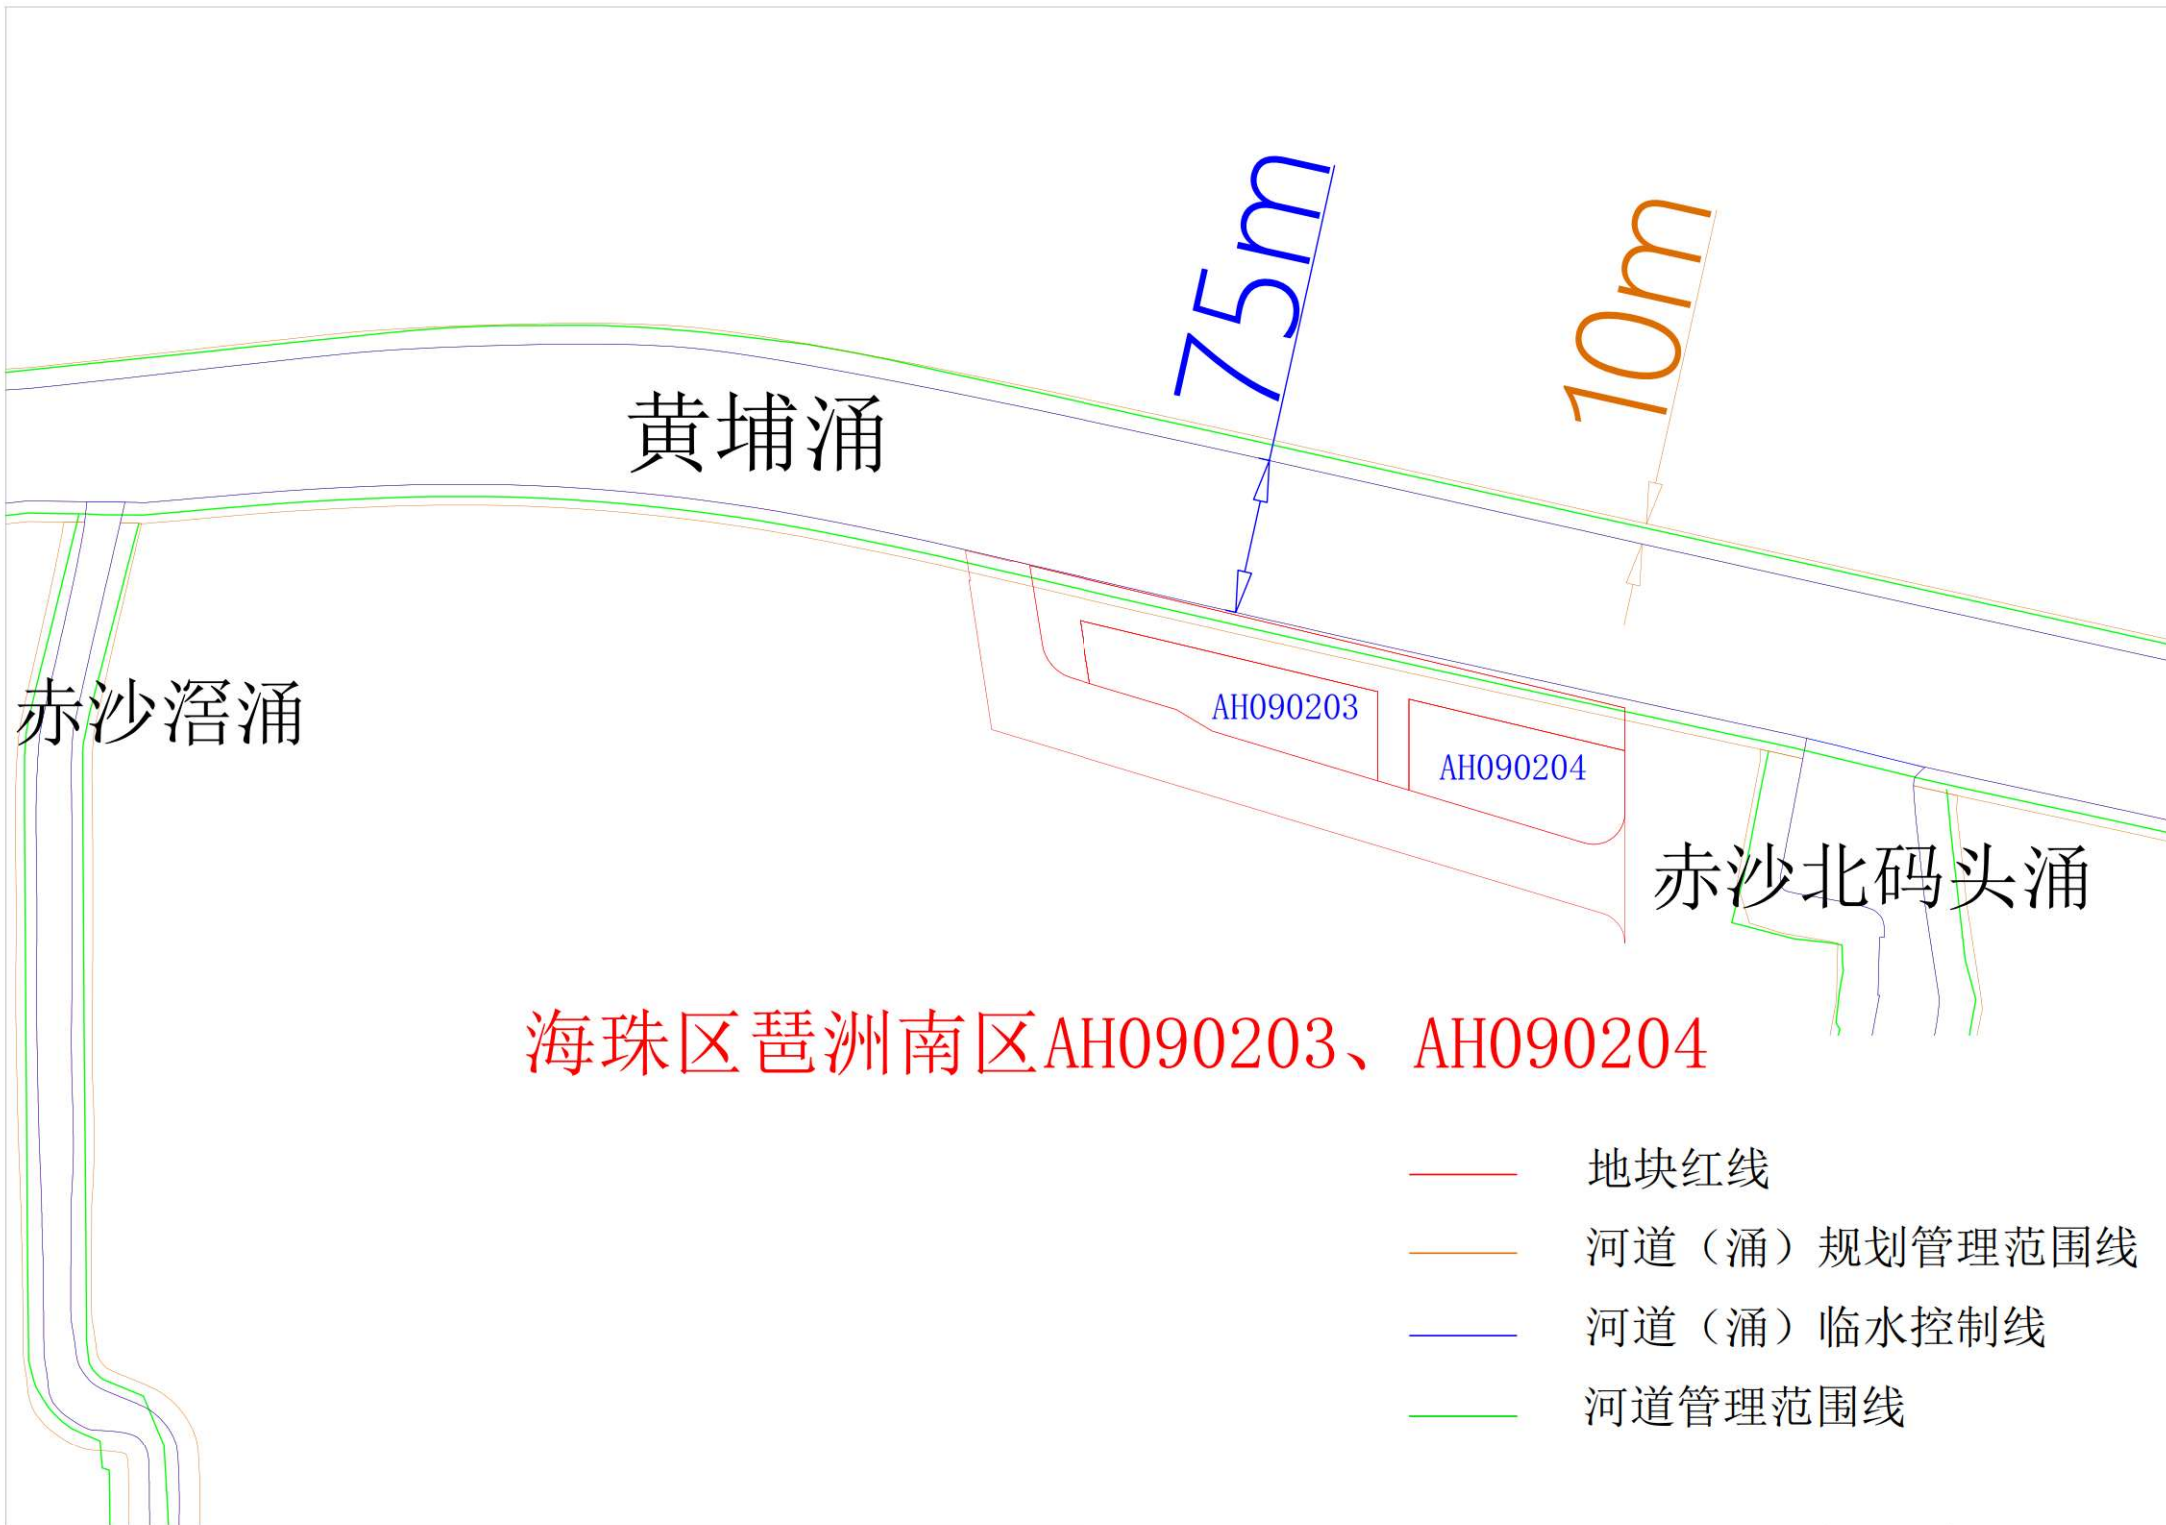 75m
10m
黄埔涌
赤沙滘涌
AH090203
AH090204
赤沙北码头涌
海珠区琶洲南区AH090203、AH090204
地块红线
河道（涌）规划管理范围线
河道（涌）临水控制线
河道管理范围线